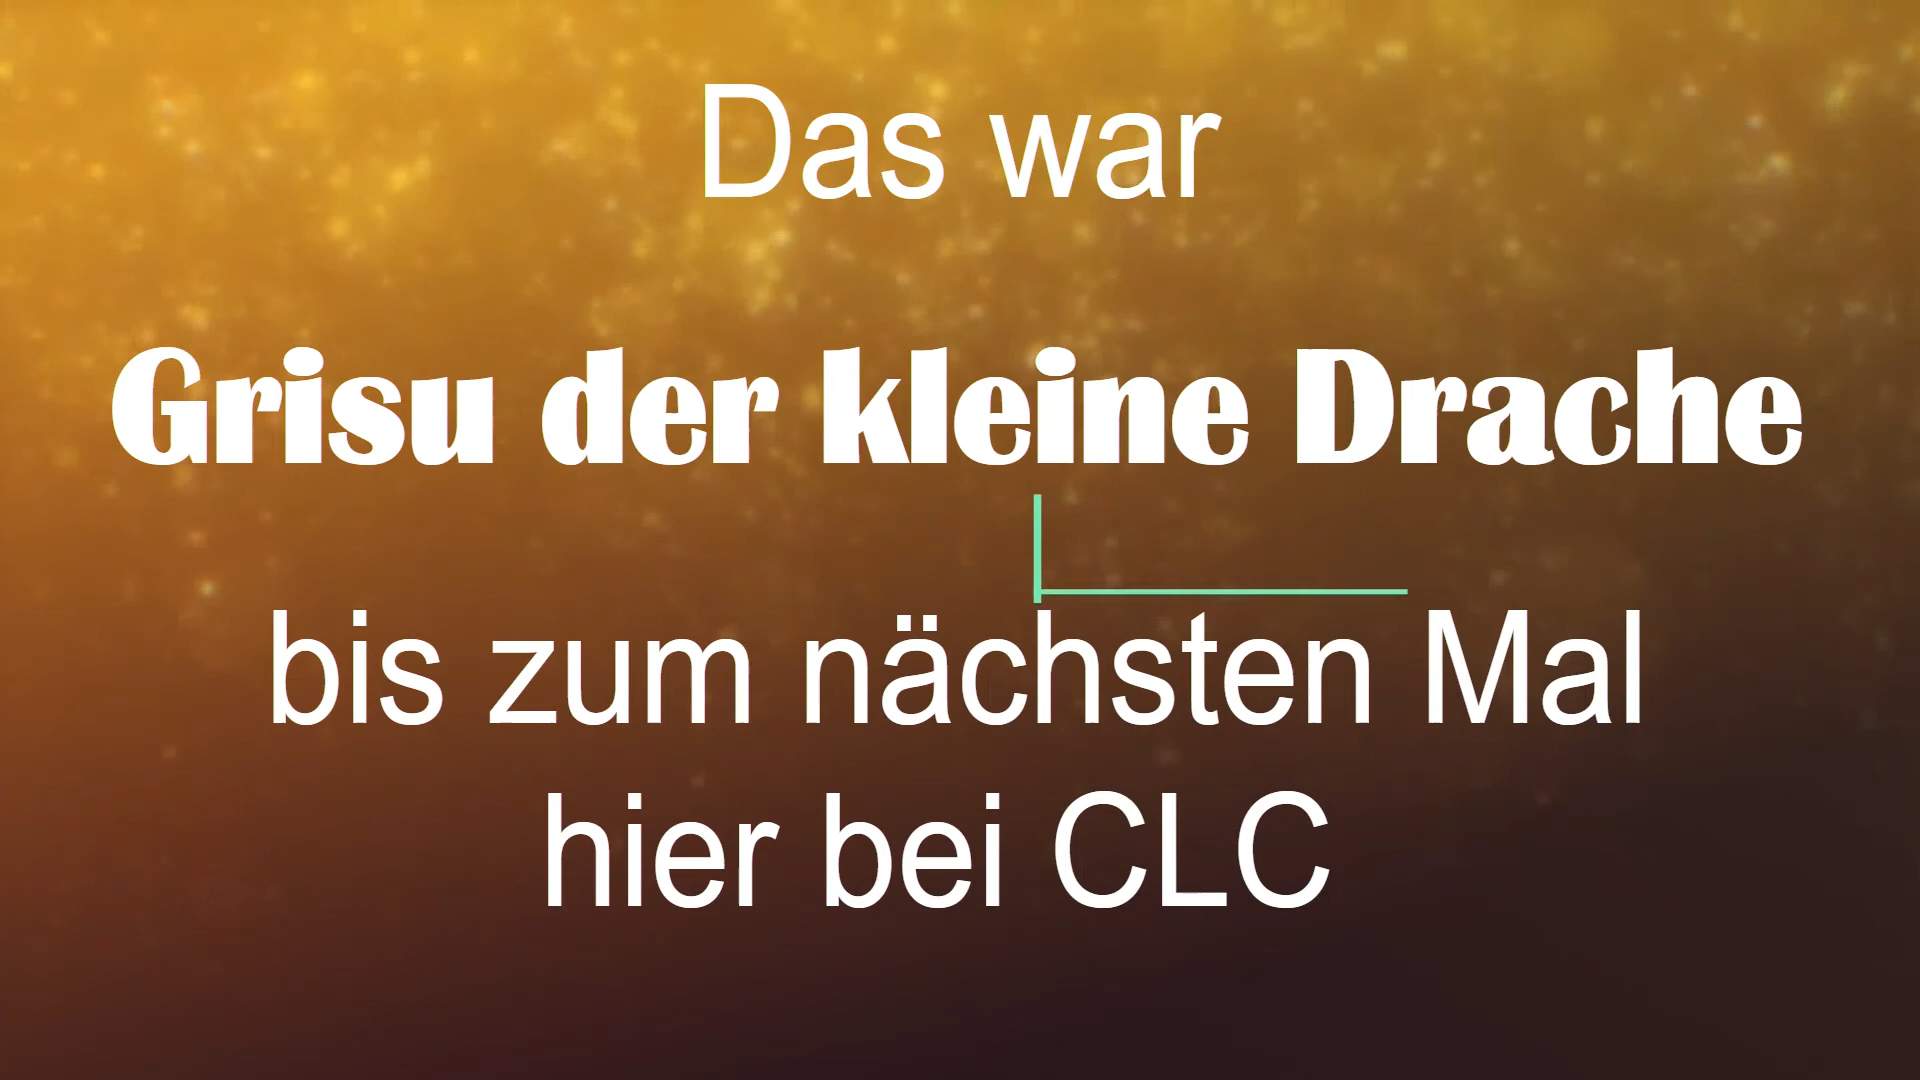 Das war
Grisu der kleine Drache
bis zum nächsten Mal
hier bei CLC